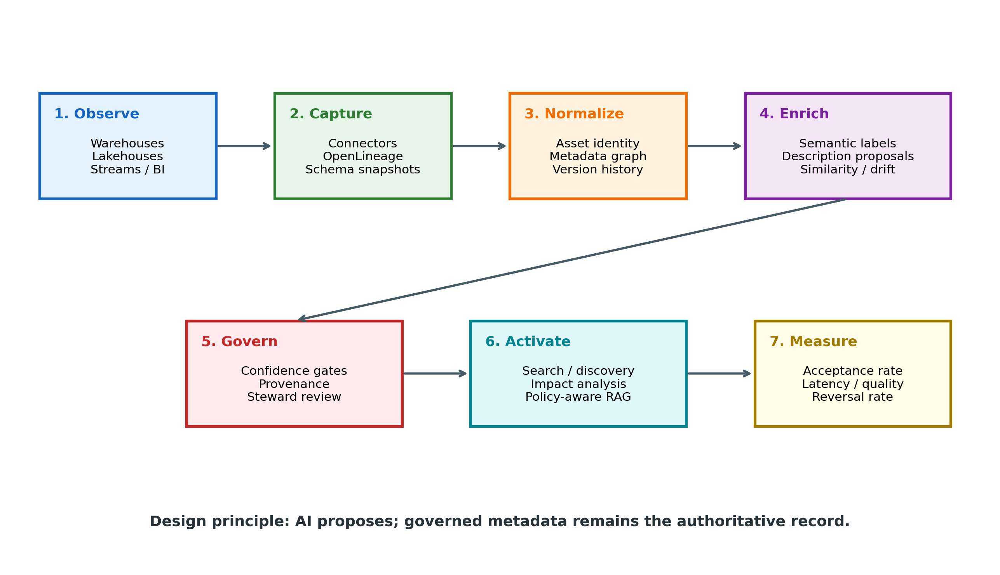 1. Observe
Warehouses
Lakehouses
Streams / BI
2. Capture
Connectors
OpenLineage
Schema snapshots
3. Normalize
Asset identity
Metadata graph
Version history
4. Enrich
Semantic labels
Description proposals
Similarity / drift
5. Govern
Confidence gates
Provenance
Steward review
6. Activate
Search / discovery
Impact analysis
Policy-aware RAG
7. Measure
Acceptance rate
Latency / quality
Reversal rate
Design principle: AI proposes; governed metadata remains the authoritative record.